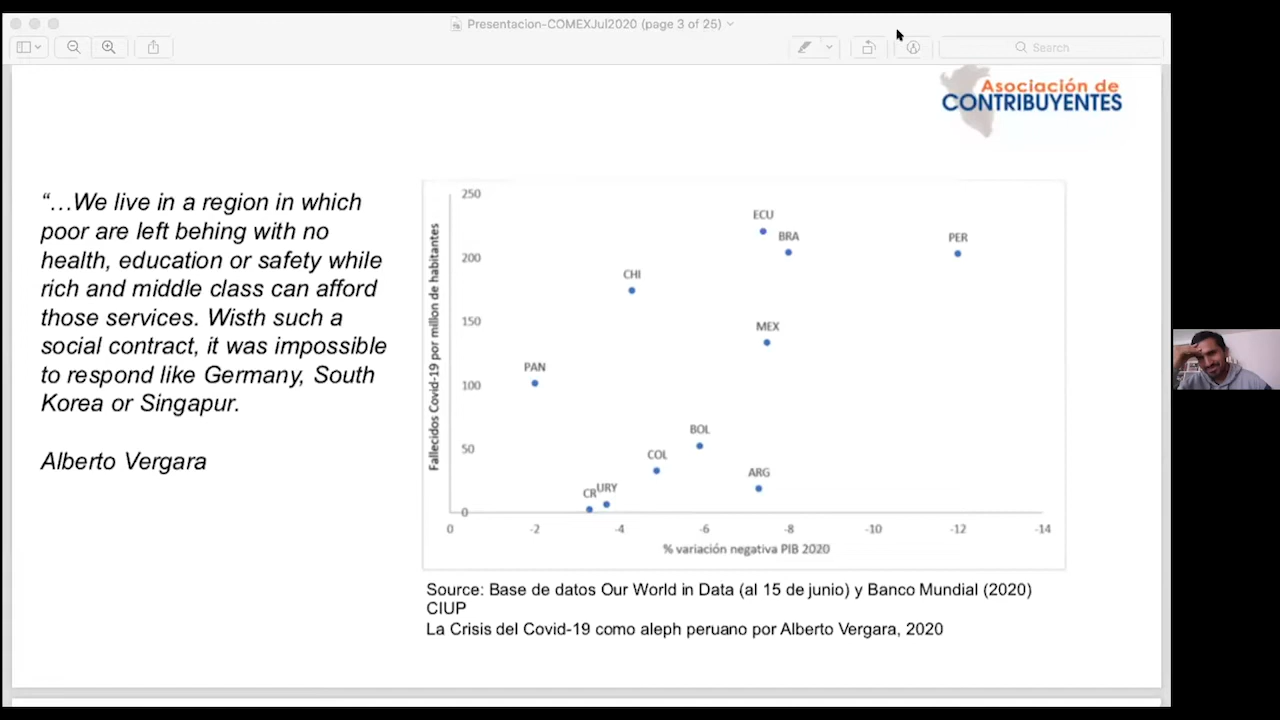 Presentacion-COMEXJul2020 (page 3 of 25)
Search
Asociación de
CONTRIBUYENTES
“…We live in a region in which
poor are left behing with no
health, education or safety while
rich and middle class can afford
those services. Wisth such a
social contract, it was impossible
to respond like Germany, South
Korea or Singapur.
Alberto Vergara
Fallecidos Covid-19 por millon de habitantes
250
200
150
100
50
0
ECU
BRA
PER
CHI
MEX
PAN
BOL
COL
ARG
CR
URY
0 -2 -4 -6 -8 -10 -12 -14
% variación negativa PIB 2020
Source: Base de datos Our World in Data (al 15 de junio) y Banco Mundial (2020)
CIUP
La Crisis del Covid-19 como aleph peruano por Alberto Vergara, 2020